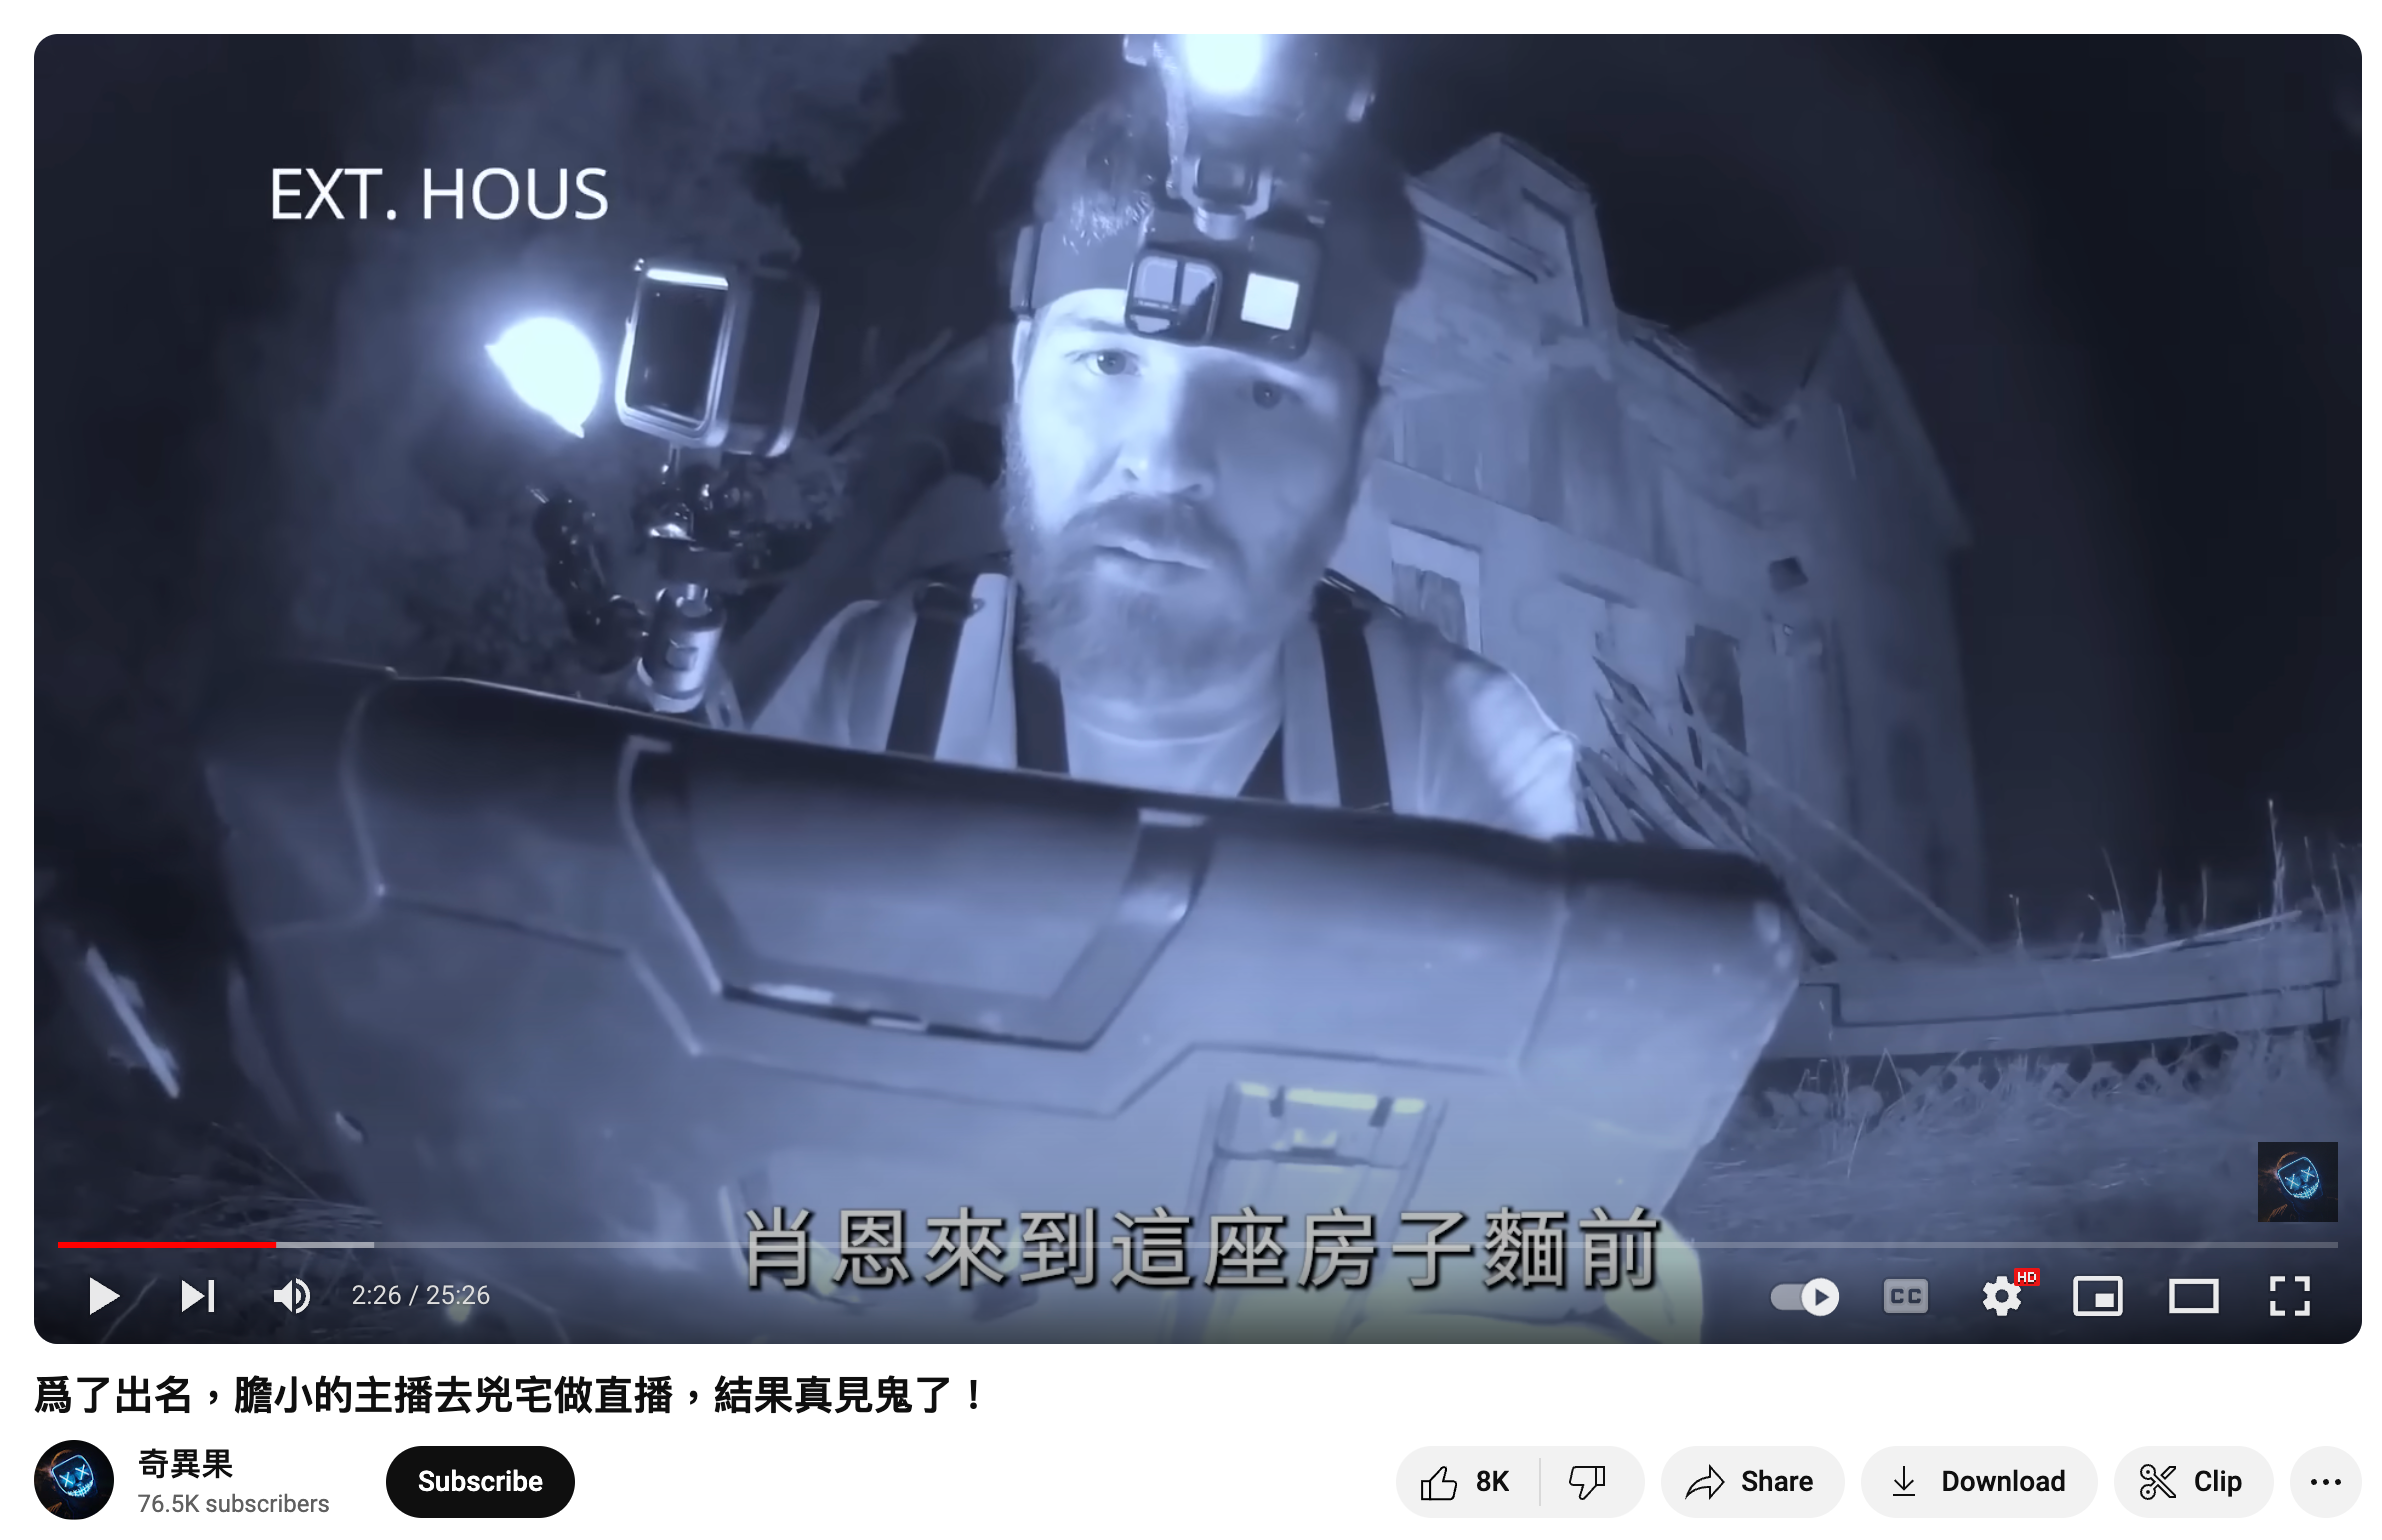 EXT. HOUS
肖恩來到這座房子麵前
2:26 / 25:26
CC
HD
爲了出名，膽小的主播去兇宅做直播，結果真見鬼了！
奇異果
76.5K subscribers
Subscribe
8K
Share
Download
Clip